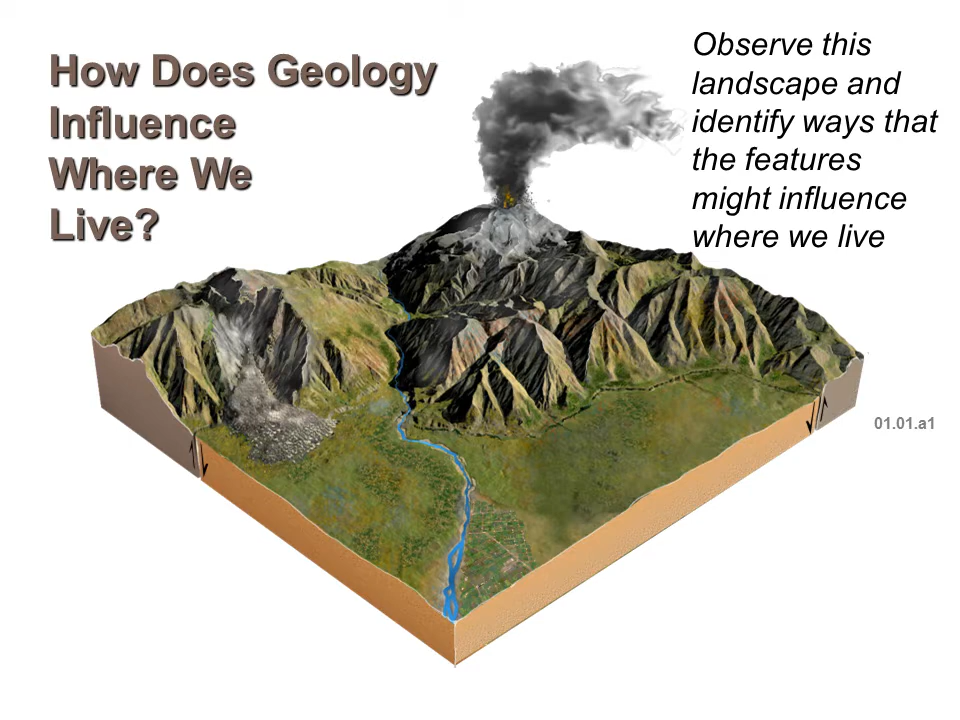 How Does Geology
Influence
Where We
Live?
Observe this
landscape and
identify ways that
the features
might influence
where we live
01.01.a1